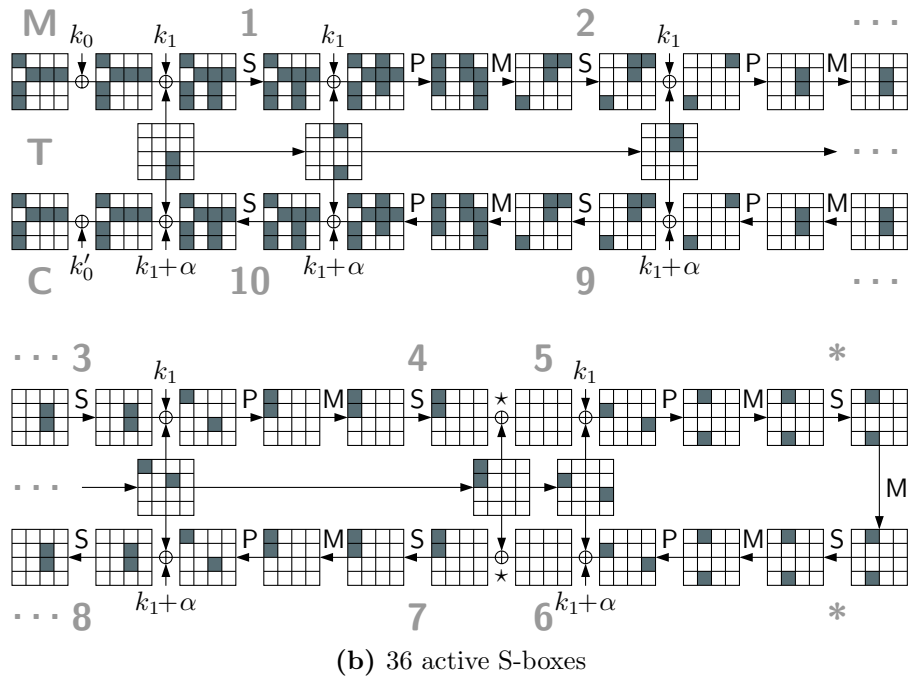 M 1 2 ···
k₀ k₁ k₁ k₁
S P M S P M
T ···
S P M S P M
k′₀ k₁+α k₁+α k₁+α
C 10 9 ···
··· 3 4 5 *
k₁ ⋆ k₁
S P M S P M S
··· M
S P M S P M S
k₁+α ⋆ k₁+α
··· 8 7 6 *
(b) 36 active S-boxes